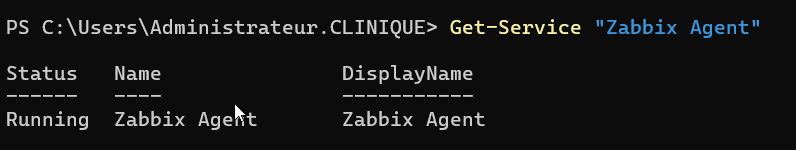 PS C:\Users\Administrateur.CLINIQUE> Get-Service "Zabbix Agent"
Status   Name               DisplayName
------   ----               -----------
Running  Zabbix Agent       Zabbix Agent